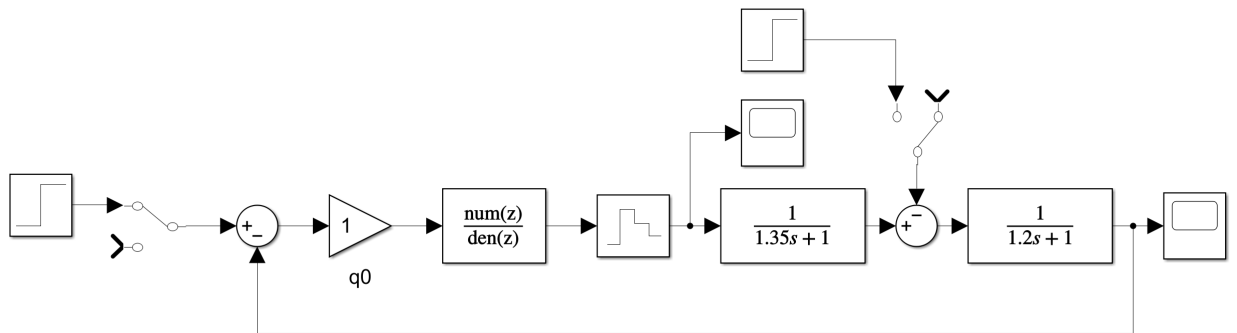 +
−
1
q0
num(z)
den(z)
1
1.35s + 1
−
+
1
1.2s + 1